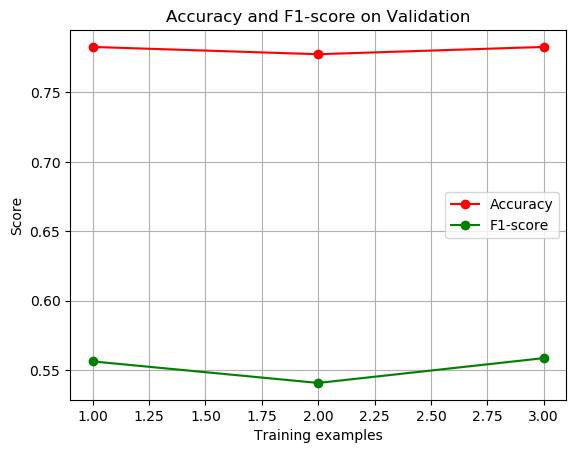 Accuracy and F1-score on Validation
Score
0.75
0.70
0.65
0.60
0.55
Accuracy
F1-score
1.00 1.25 1.50 1.75 2.00 2.25 2.50 2.75 3.00
Training examples